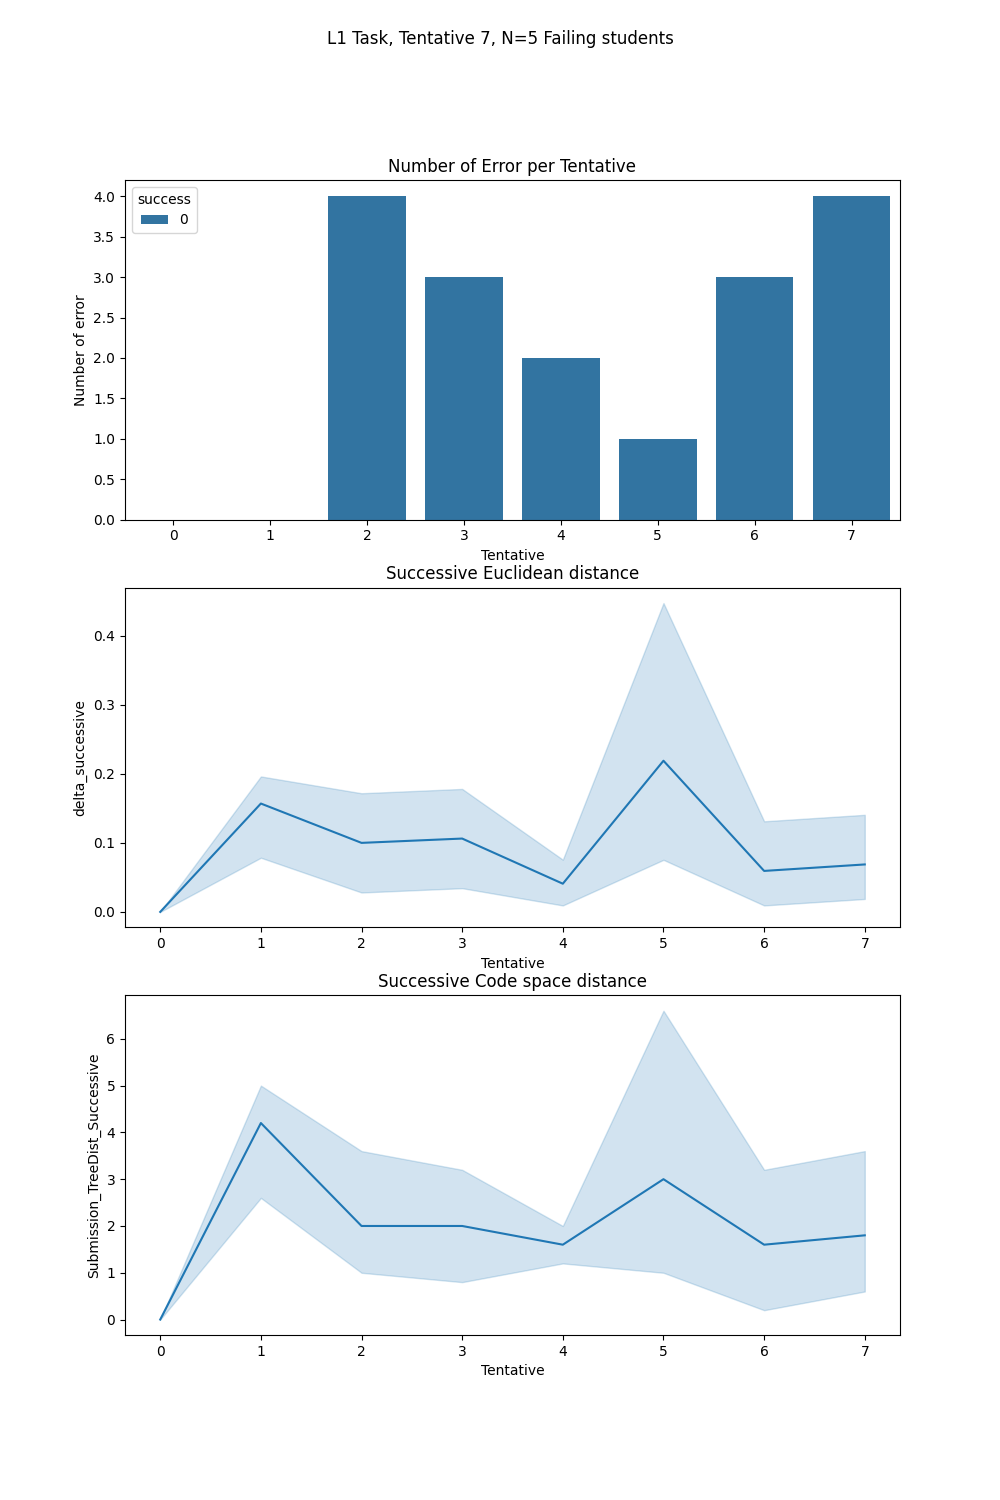 L1 Task, Tentative 7, N=5 Failing students
Number of Error per Tentative
success
0
4.0
3.5
3.0
2.5
2.0
1.5
1.0
0.5
0.0
Number of error
0 1 2 3 4 5 6 7
Tentative
Successive Euclidean distance
0.4
0.3
0.2
0.1
0.0
delta_successive
0 1 2 3 4 5 6 7
Tentative
Successive Code space distance
6
5
4
3
2
1
0
Submission_TreeDist_Successive
0 1 2 3 4 5 6 7
Tentative